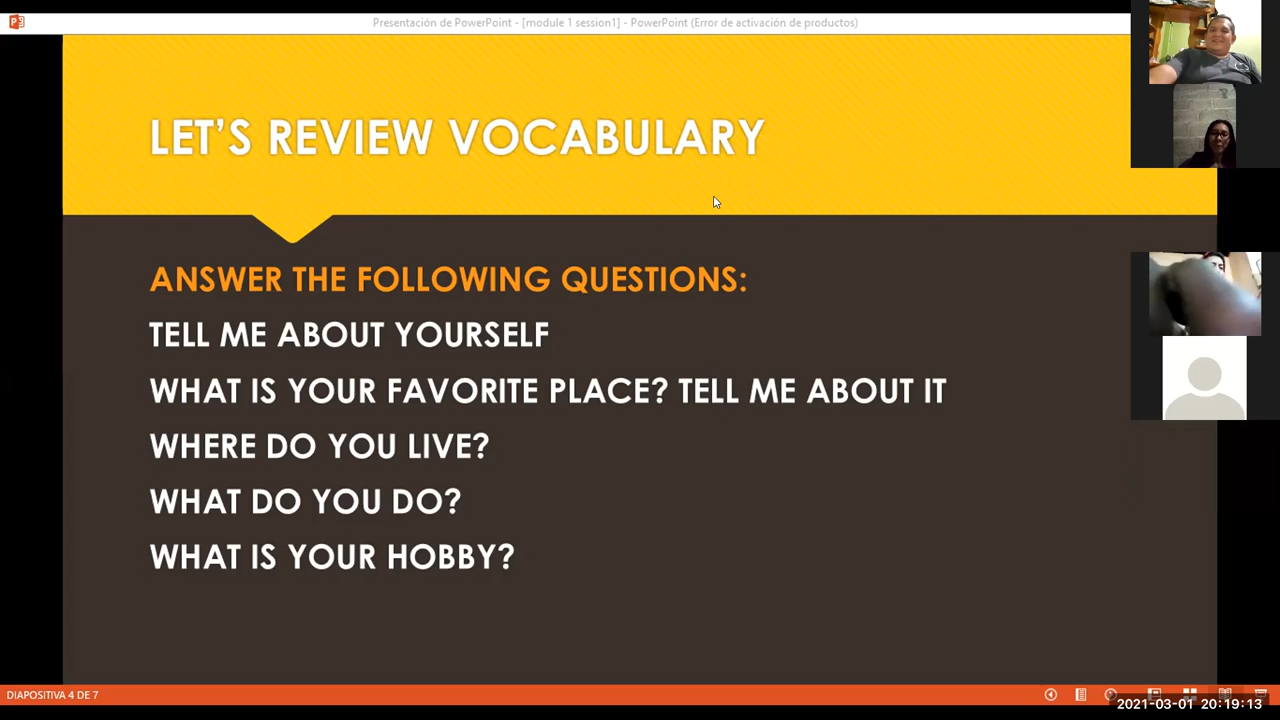 Presentación de PowerPoint - [module 1 session1] - PowerPoint (Error de activación de productos)
LET’S REVIEW VOCABULARY
ANSWER THE FOLLOWING QUESTIONS:
TELL ME ABOUT YOURSELF
WHAT IS YOUR FAVORITE PLACE? TELL ME ABOUT IT
WHERE DO YOU LIVE?
WHAT DO YOU DO?
WHAT IS YOUR HOBBY?
DIAPOSITIVA 4 DE 7
2021-03-01 20:19:13